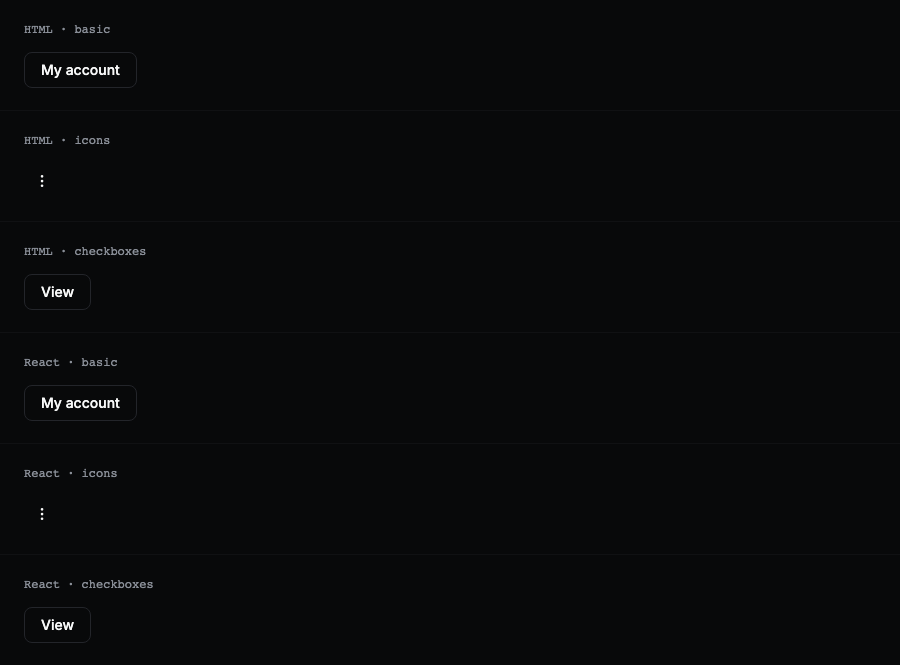 HTML · basic
My account
HTML · icons
HTML · checkboxes
View
React · basic
My account
React · icons
React · checkboxes
View